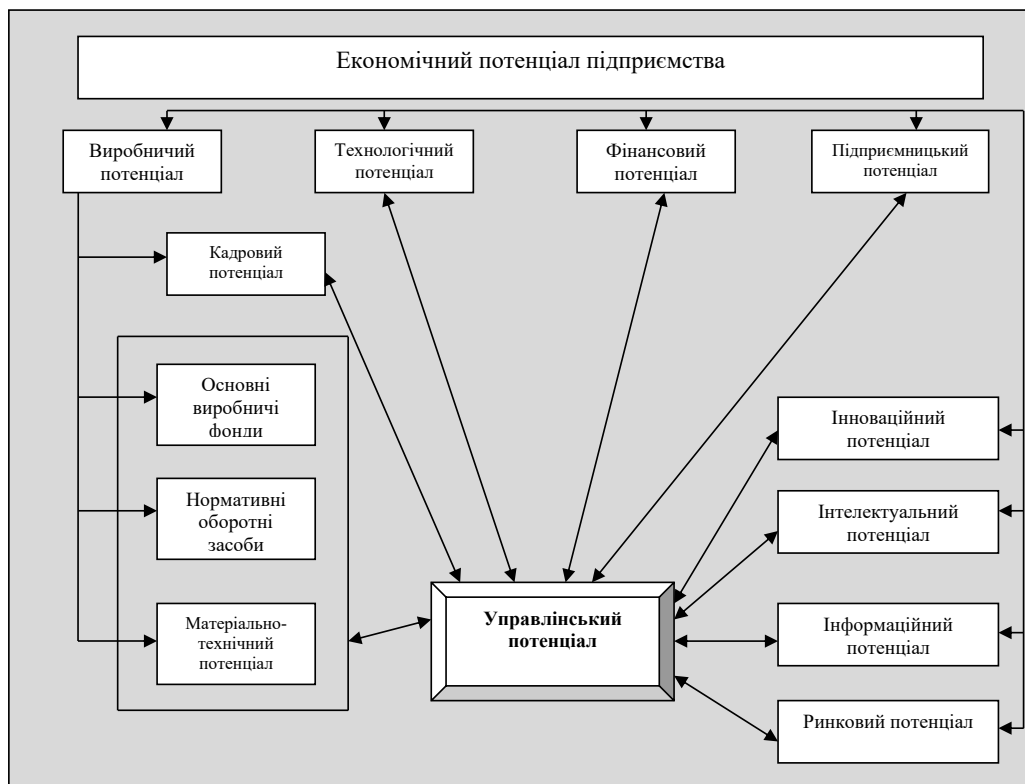 Економічний потенціал підприємства
Виробничий
потенціал
Технологічний
потенціал
Фінансовий
потенціал
Підприємницький
потенціал
Кадровий
потенціал
Основні
виробничі
фонди
Нормативні
оборотні
засоби
Матеріально-
технічний
потенціал
Управлінський
потенціал
Інноваційний
потенціал
Інтелектуальний
потенціал
Інформаційний
потенціал
Ринковий потенціал